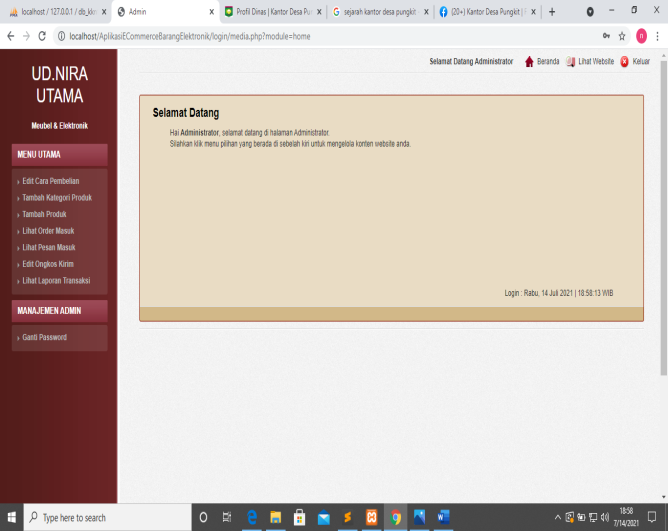 localhost / 127.0.0.1 / db_kkn
Admin
Profil Dinas | Kantor Desa Pun
sejarah kantor desa pungkit
(20+) Kantor Desa Pungkit |
localhost/AplikasiECommerceBarangElektronik/login/media.php?module=home
n
Selamat Datang Administrator
Beranda
Lihat Website
Keluar
UD.NIRA
UTAMA
Meubel & Elektronik
MENU UTAMA
› Edit Cara Pembelian
› Tambah Kategori Produk
› Tambah Produk
› Lihat Order Masuk
› Lihat Pesan Masuk
› Edit Ongkos Kirim
› Lihat Laporan Transaksi
MANAJEMEN ADMIN
› Ganti Password
Selamat Datang
Hai Administrator, selamat datang di halaman Administrator.
Silahkan klik menu pilihan yang berada di sebelah kiri untuk mengelola konten website anda.
Login : Rabu, 14 Juli 2021 | 18:58:13 WIB
Type here to search
18:58
7/14/2021